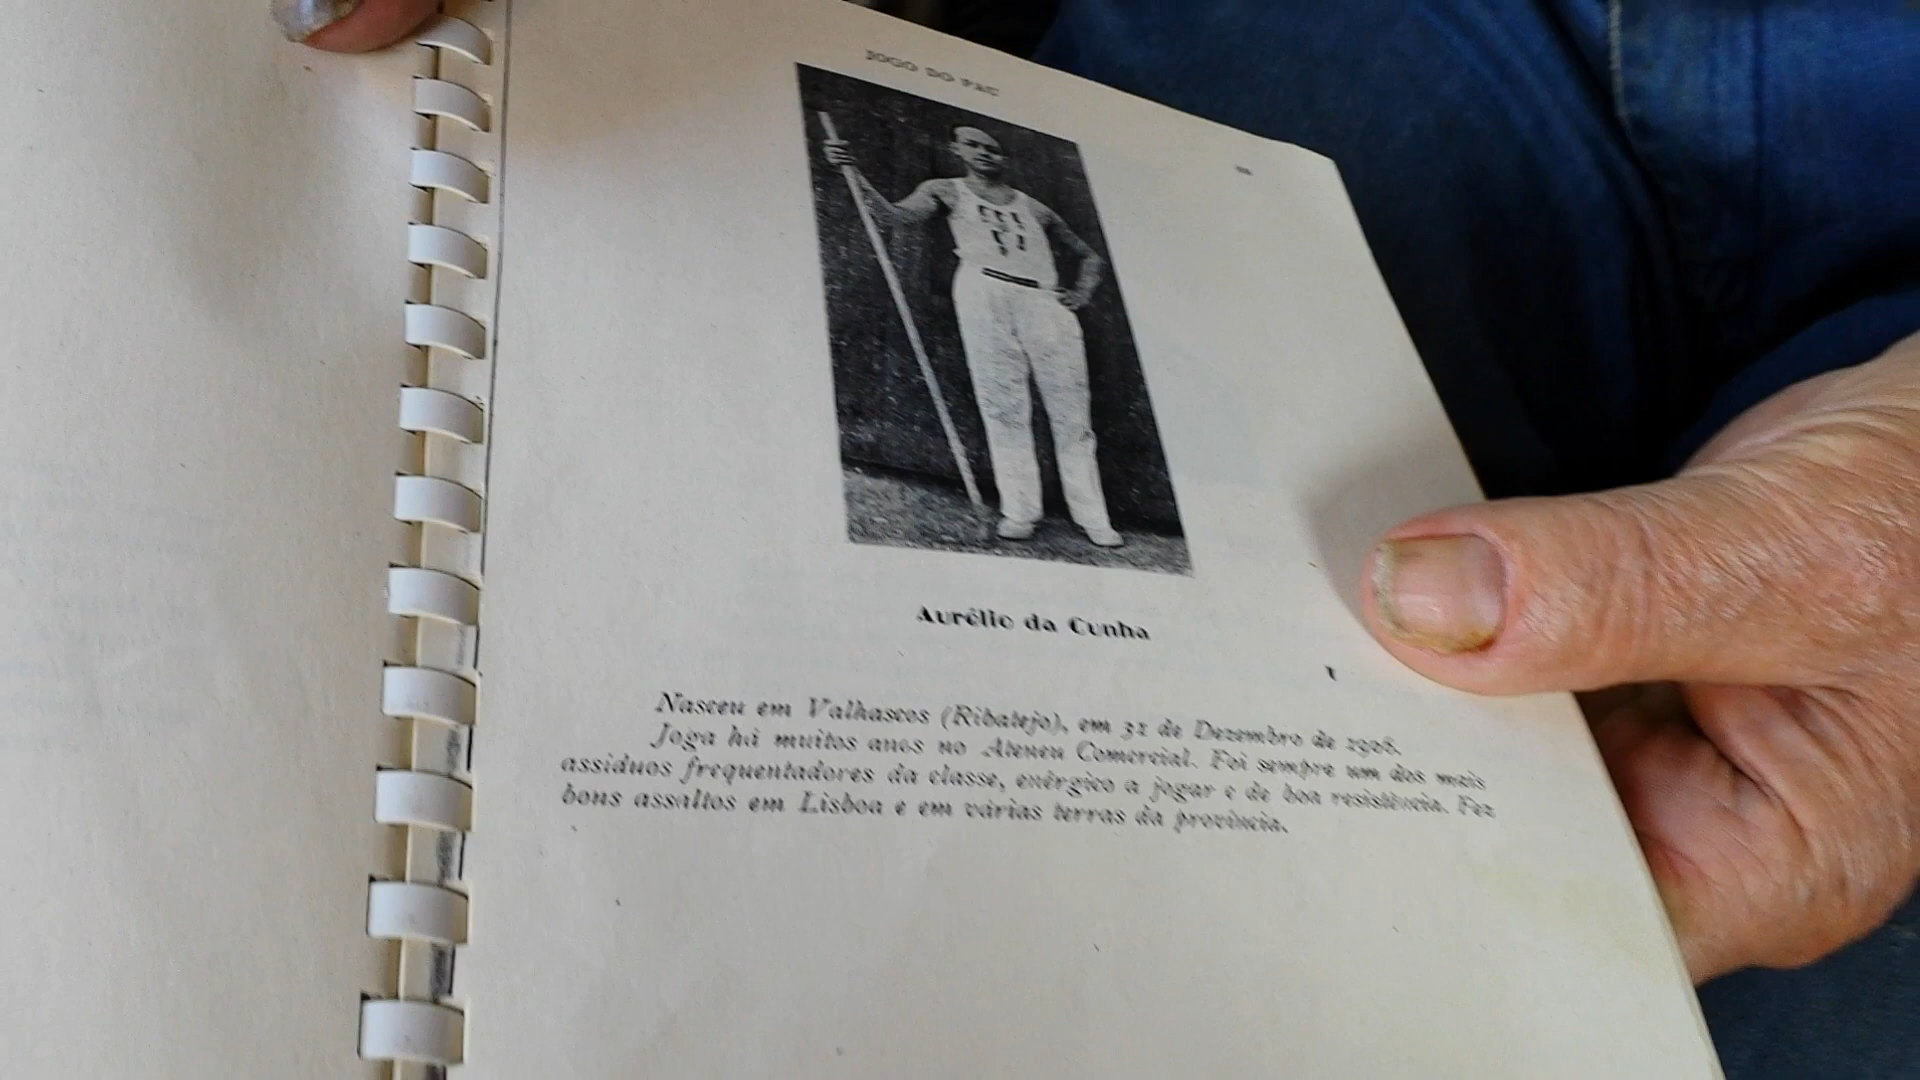 JOGO DO PAU
Aurélio da Cunha
Nasceu em Valhascos (Ribatejo), em 31 de Dezembro de
Joga há muitos anos no Ateneu Comercial. Foi sempre um dos mais
assíduos frequentadores da classe, enérgico a jogar e de boa resistência. Fez
bons assaltos em Lisboa e em várias terras da província.